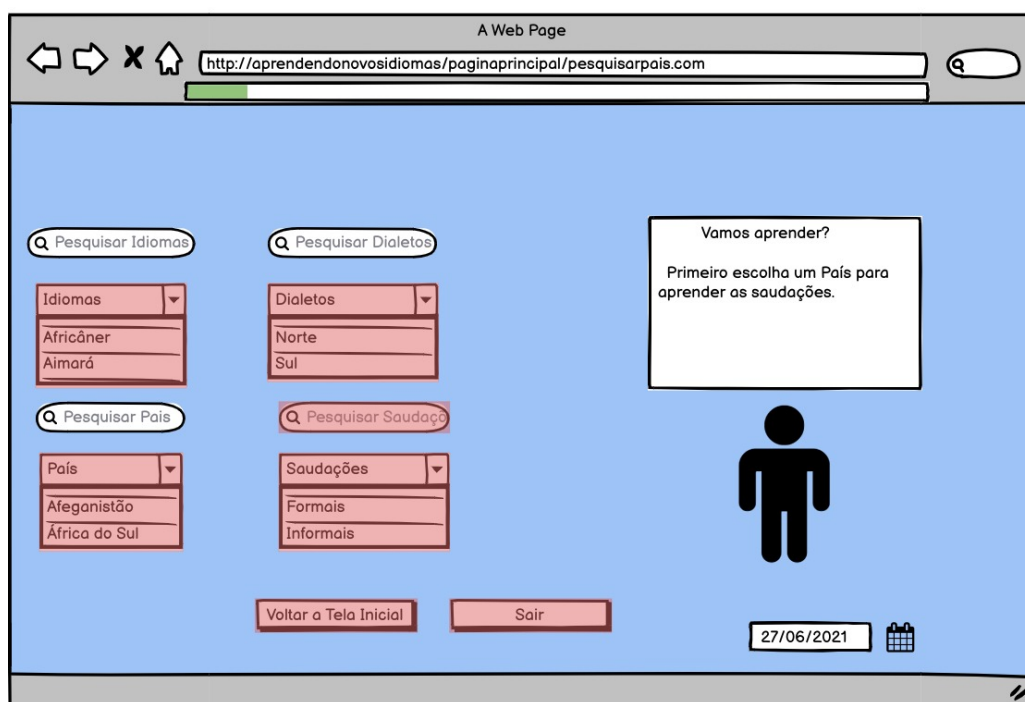 A Web Page
http://aprendendonovosidiomas/paginaprincipal/pesquisarpais.com
Pesquisar Idiomas
Pesquisar Dialetos
Idiomas
Africâner
Aimará
Dialetos
Norte
Sul
Pesquisar Pais
Pesquisar Saudaçõ
País
Afeganistão
África do Sul
Saudações
Formais
Informais
Voltar a Tela Inicial
Sair
Vamos aprender?
Primeiro escolha um País para
aprender as saudações.
27/06/2021